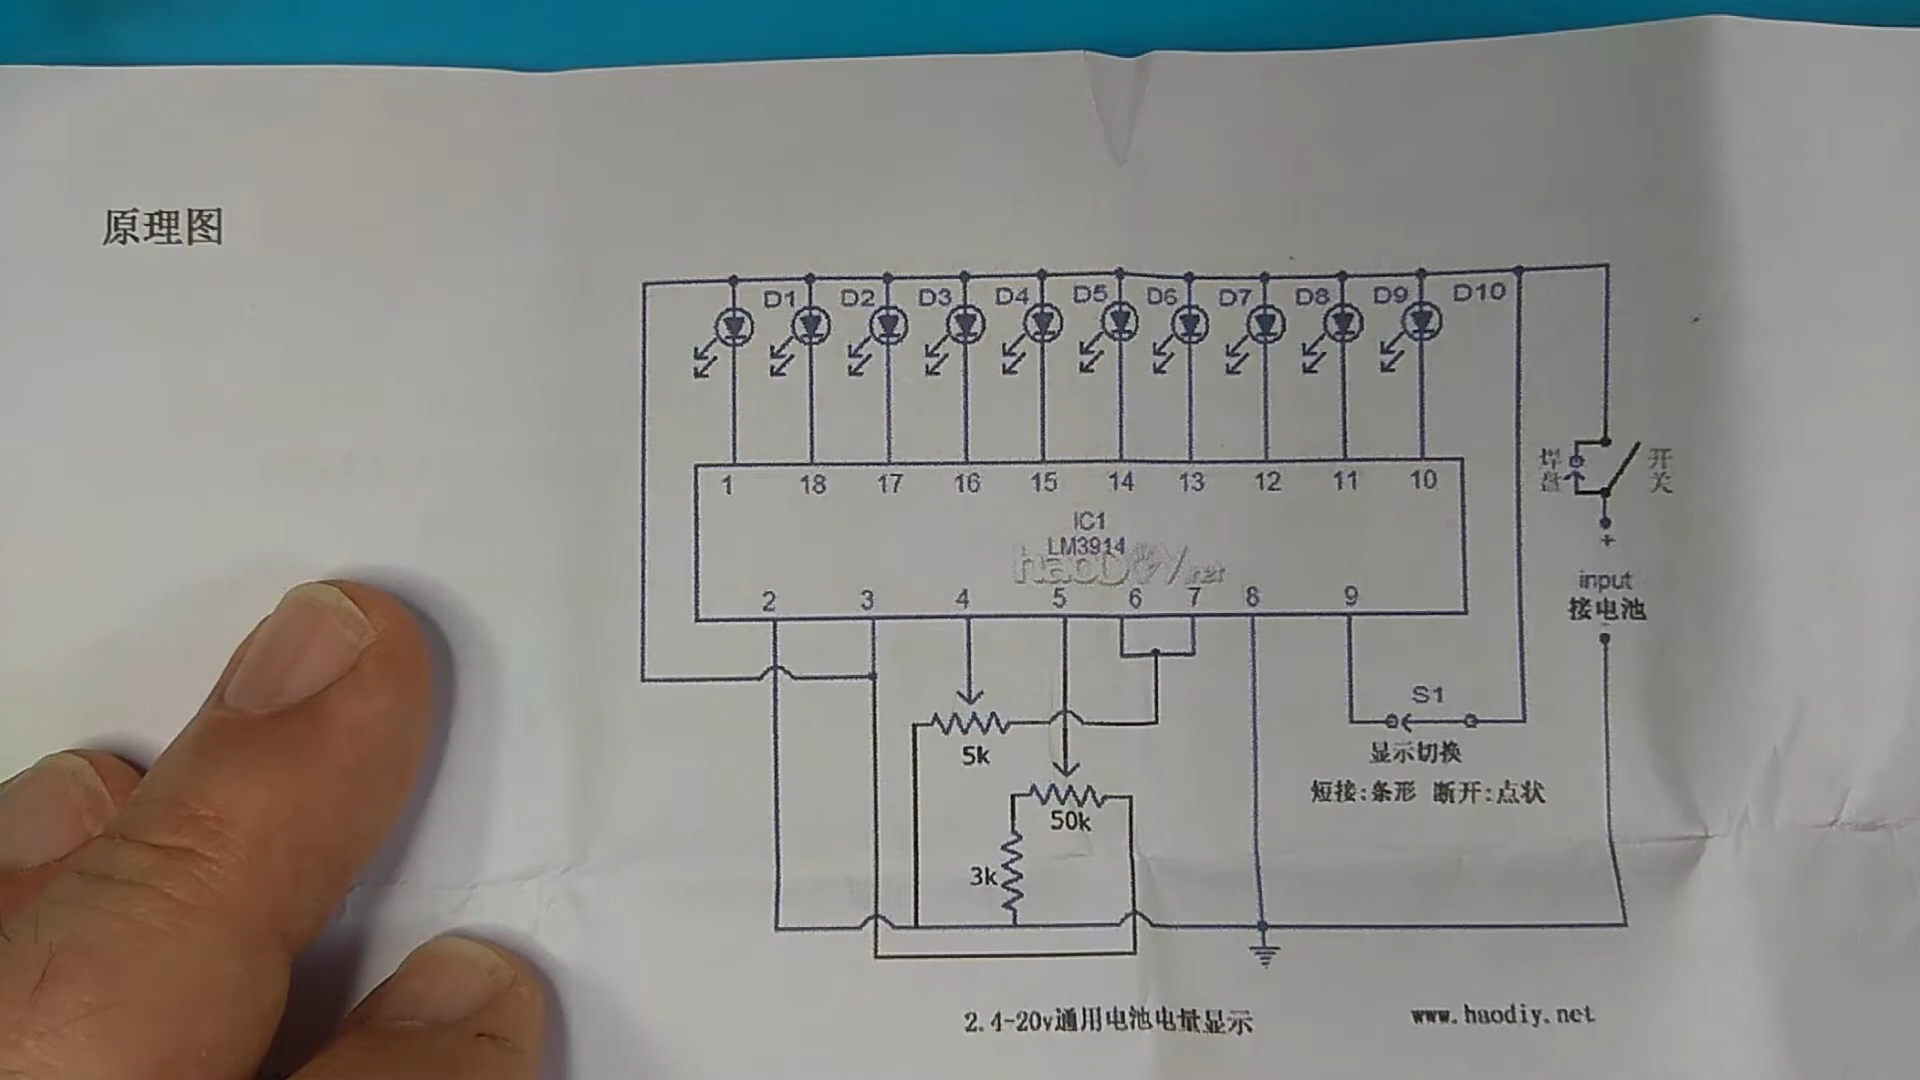 原理图
D1 D2 D3 D4 D5 D6 D7 D8 D9 D10
1 18 17 16 15 14 13 12 11 10
焊盘
开关
IC1
LM3914
haoDIY.net
2 3 4 5 6 7 8 9
+
input
接电池
-
S1
5k
显示切换
短接:条形 断开:点状
50k
3k
2.4-20v通用电池电量显示
www.haodiy.net